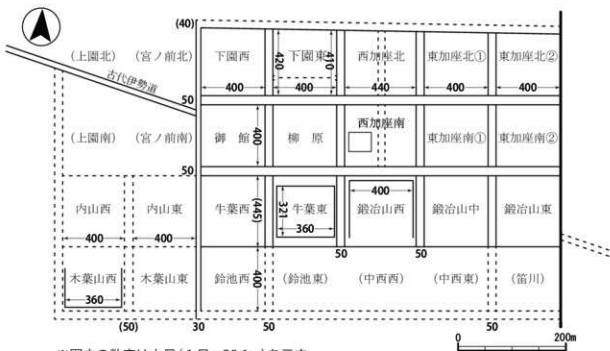 (40)
(上園北) (宮ノ前北) 下園西 下園東 西加座北 東加座北① 東加座北②
420 410
古代伊勢道
400 400 440 400 400
50
(上園南) (宮ノ前南) 御館 400 柳原 西加座南 東加座南① 東加座南②
50
内山西 内山東 牛葉西 (445) 321 牛葉東 400 鍛冶山西 鍛冶山中 鍛冶山東
400 400 360
50 50
木葉山西 木葉山東 鈴池西 400 (鈴池東) (中西西) (中西東) (笛川)
360
(50) 30 50 50
0 200m